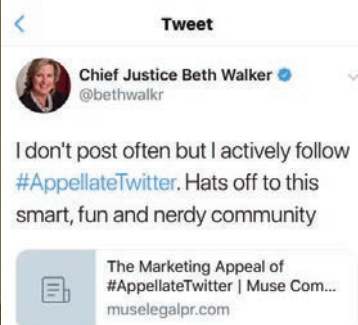 Tweet
Chief Justice Beth Walker
@bethwalkr
I don't post often but I actively follow
#AppellateTwitter. Hats off to this
smart, fun and nerdy community
The Marketing Appeal of
#AppellateTwitter | Muse Com...
muselegalpr.com